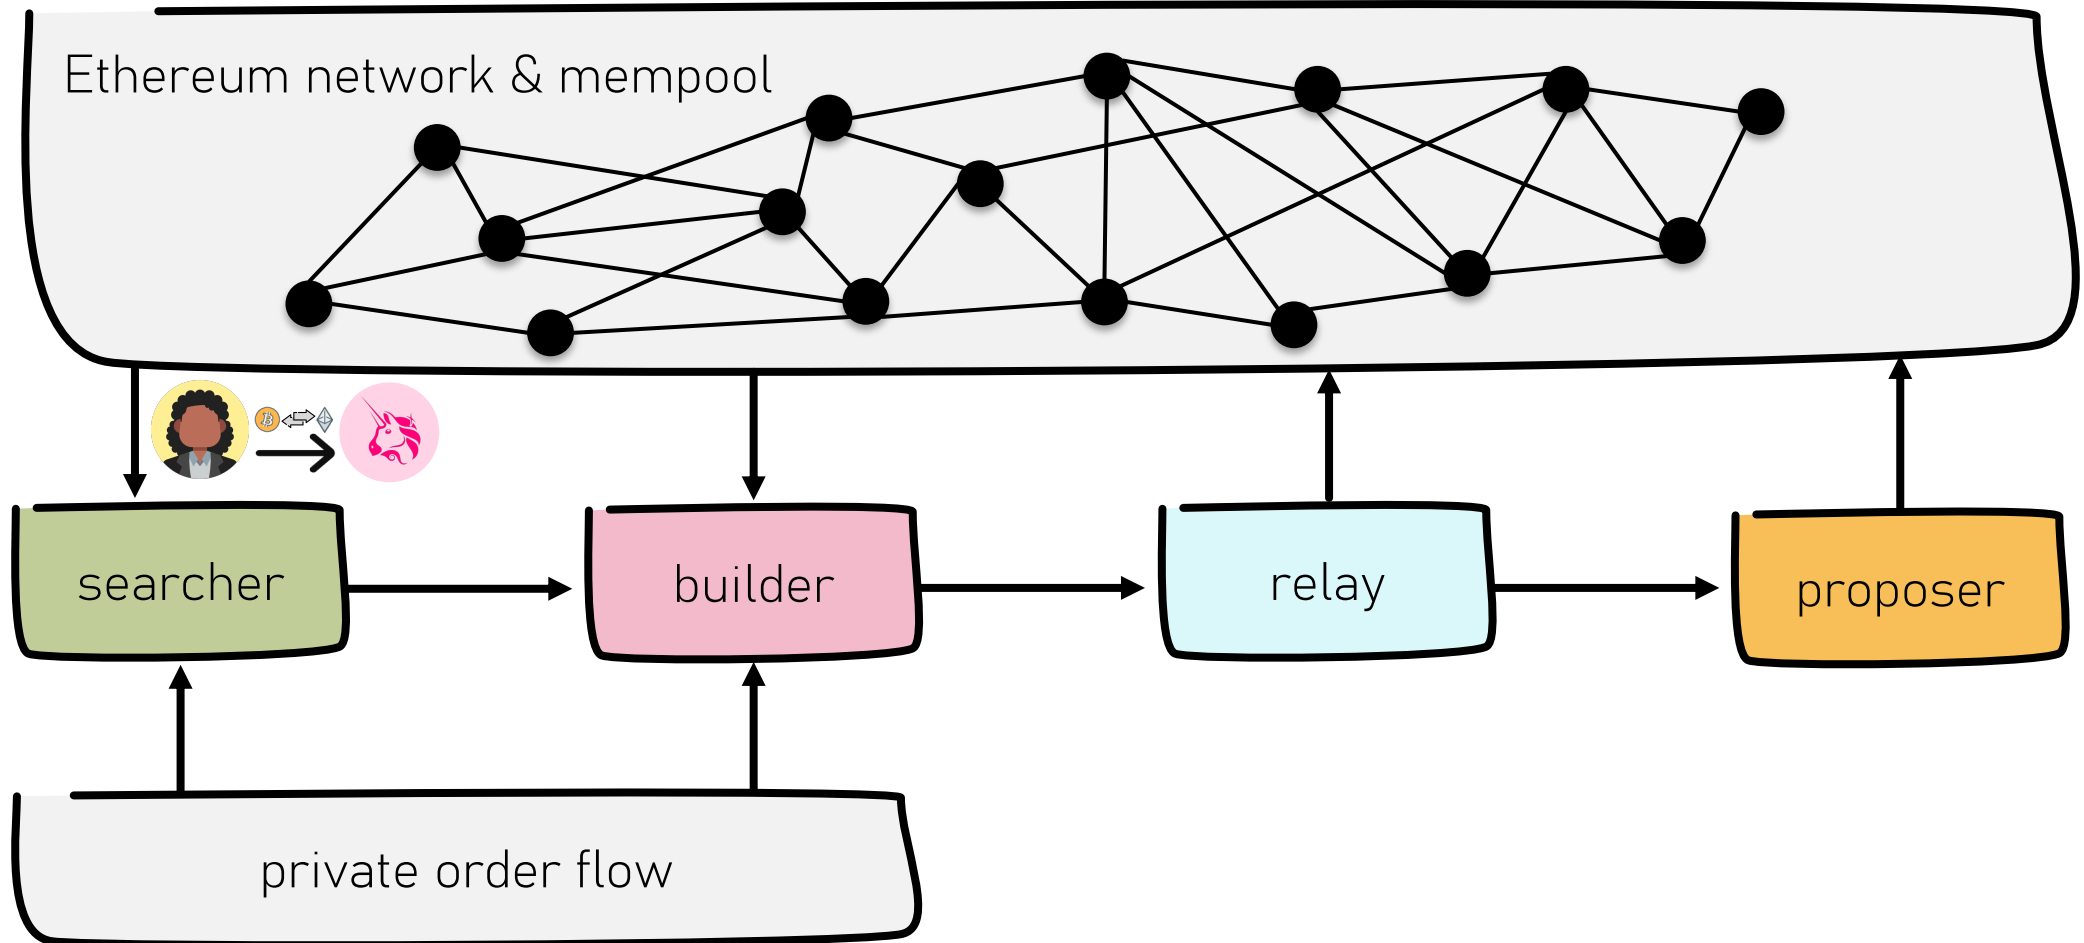 Ethereum network & mempool
searcher
builder
relay
proposer
private order flow